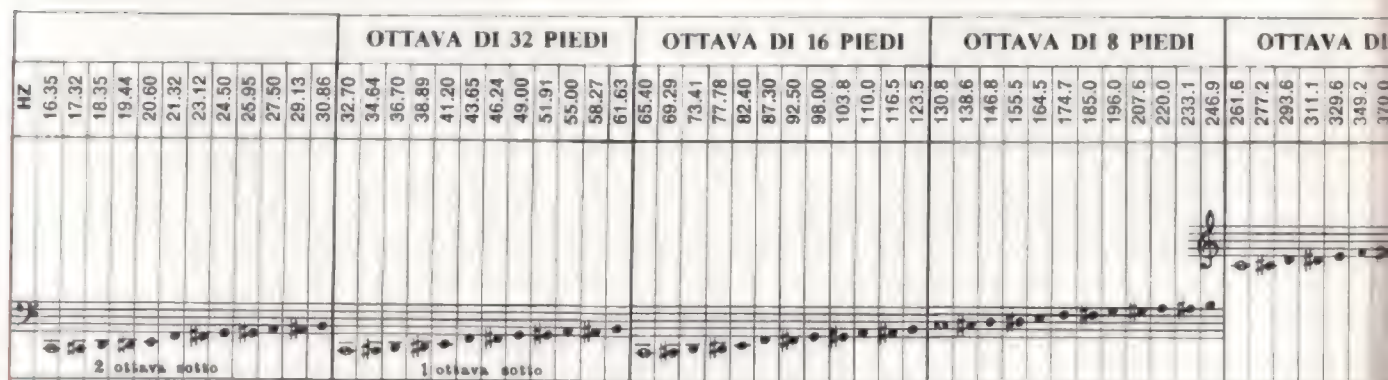 OTTAVA DI 32 PIEDI OTTAVA DI 16 PIEDI OTTAVA DI 8 PIEDI OTTAVA DI
HZ 16.35 17.32 18.35 19.44 20.60 21.32 23.12 24.50 25.95 27.50 29.13 30.86 32.70 34.64 36.70 38.89 41.20 43.65 46.24 49.00 51.91 55.00 58.27 61.63 65.40 69.29 73.41 77.78 82.40 87.30 92.50 98.00 103.8 110.0 116.5 123.5 130.8 138.6 146.8 155.5 164.5 174.7 185.0 196.0 207.6 220.0 233.1 246.9 261.6 277.2 293.6 311.1 329.6 349.2 370.0
2 ottava sotto 1 ottava sotto